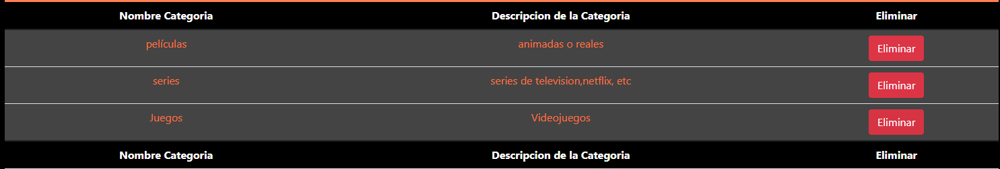 Nombre Categoria Descripcion de la Categoria Eliminar
películas animadas o reales Eliminar
series series de television,netflix, etc Eliminar
Juegos Videojuegos Eliminar
Nombre Categoria Descripcion de la Categoria Eliminar